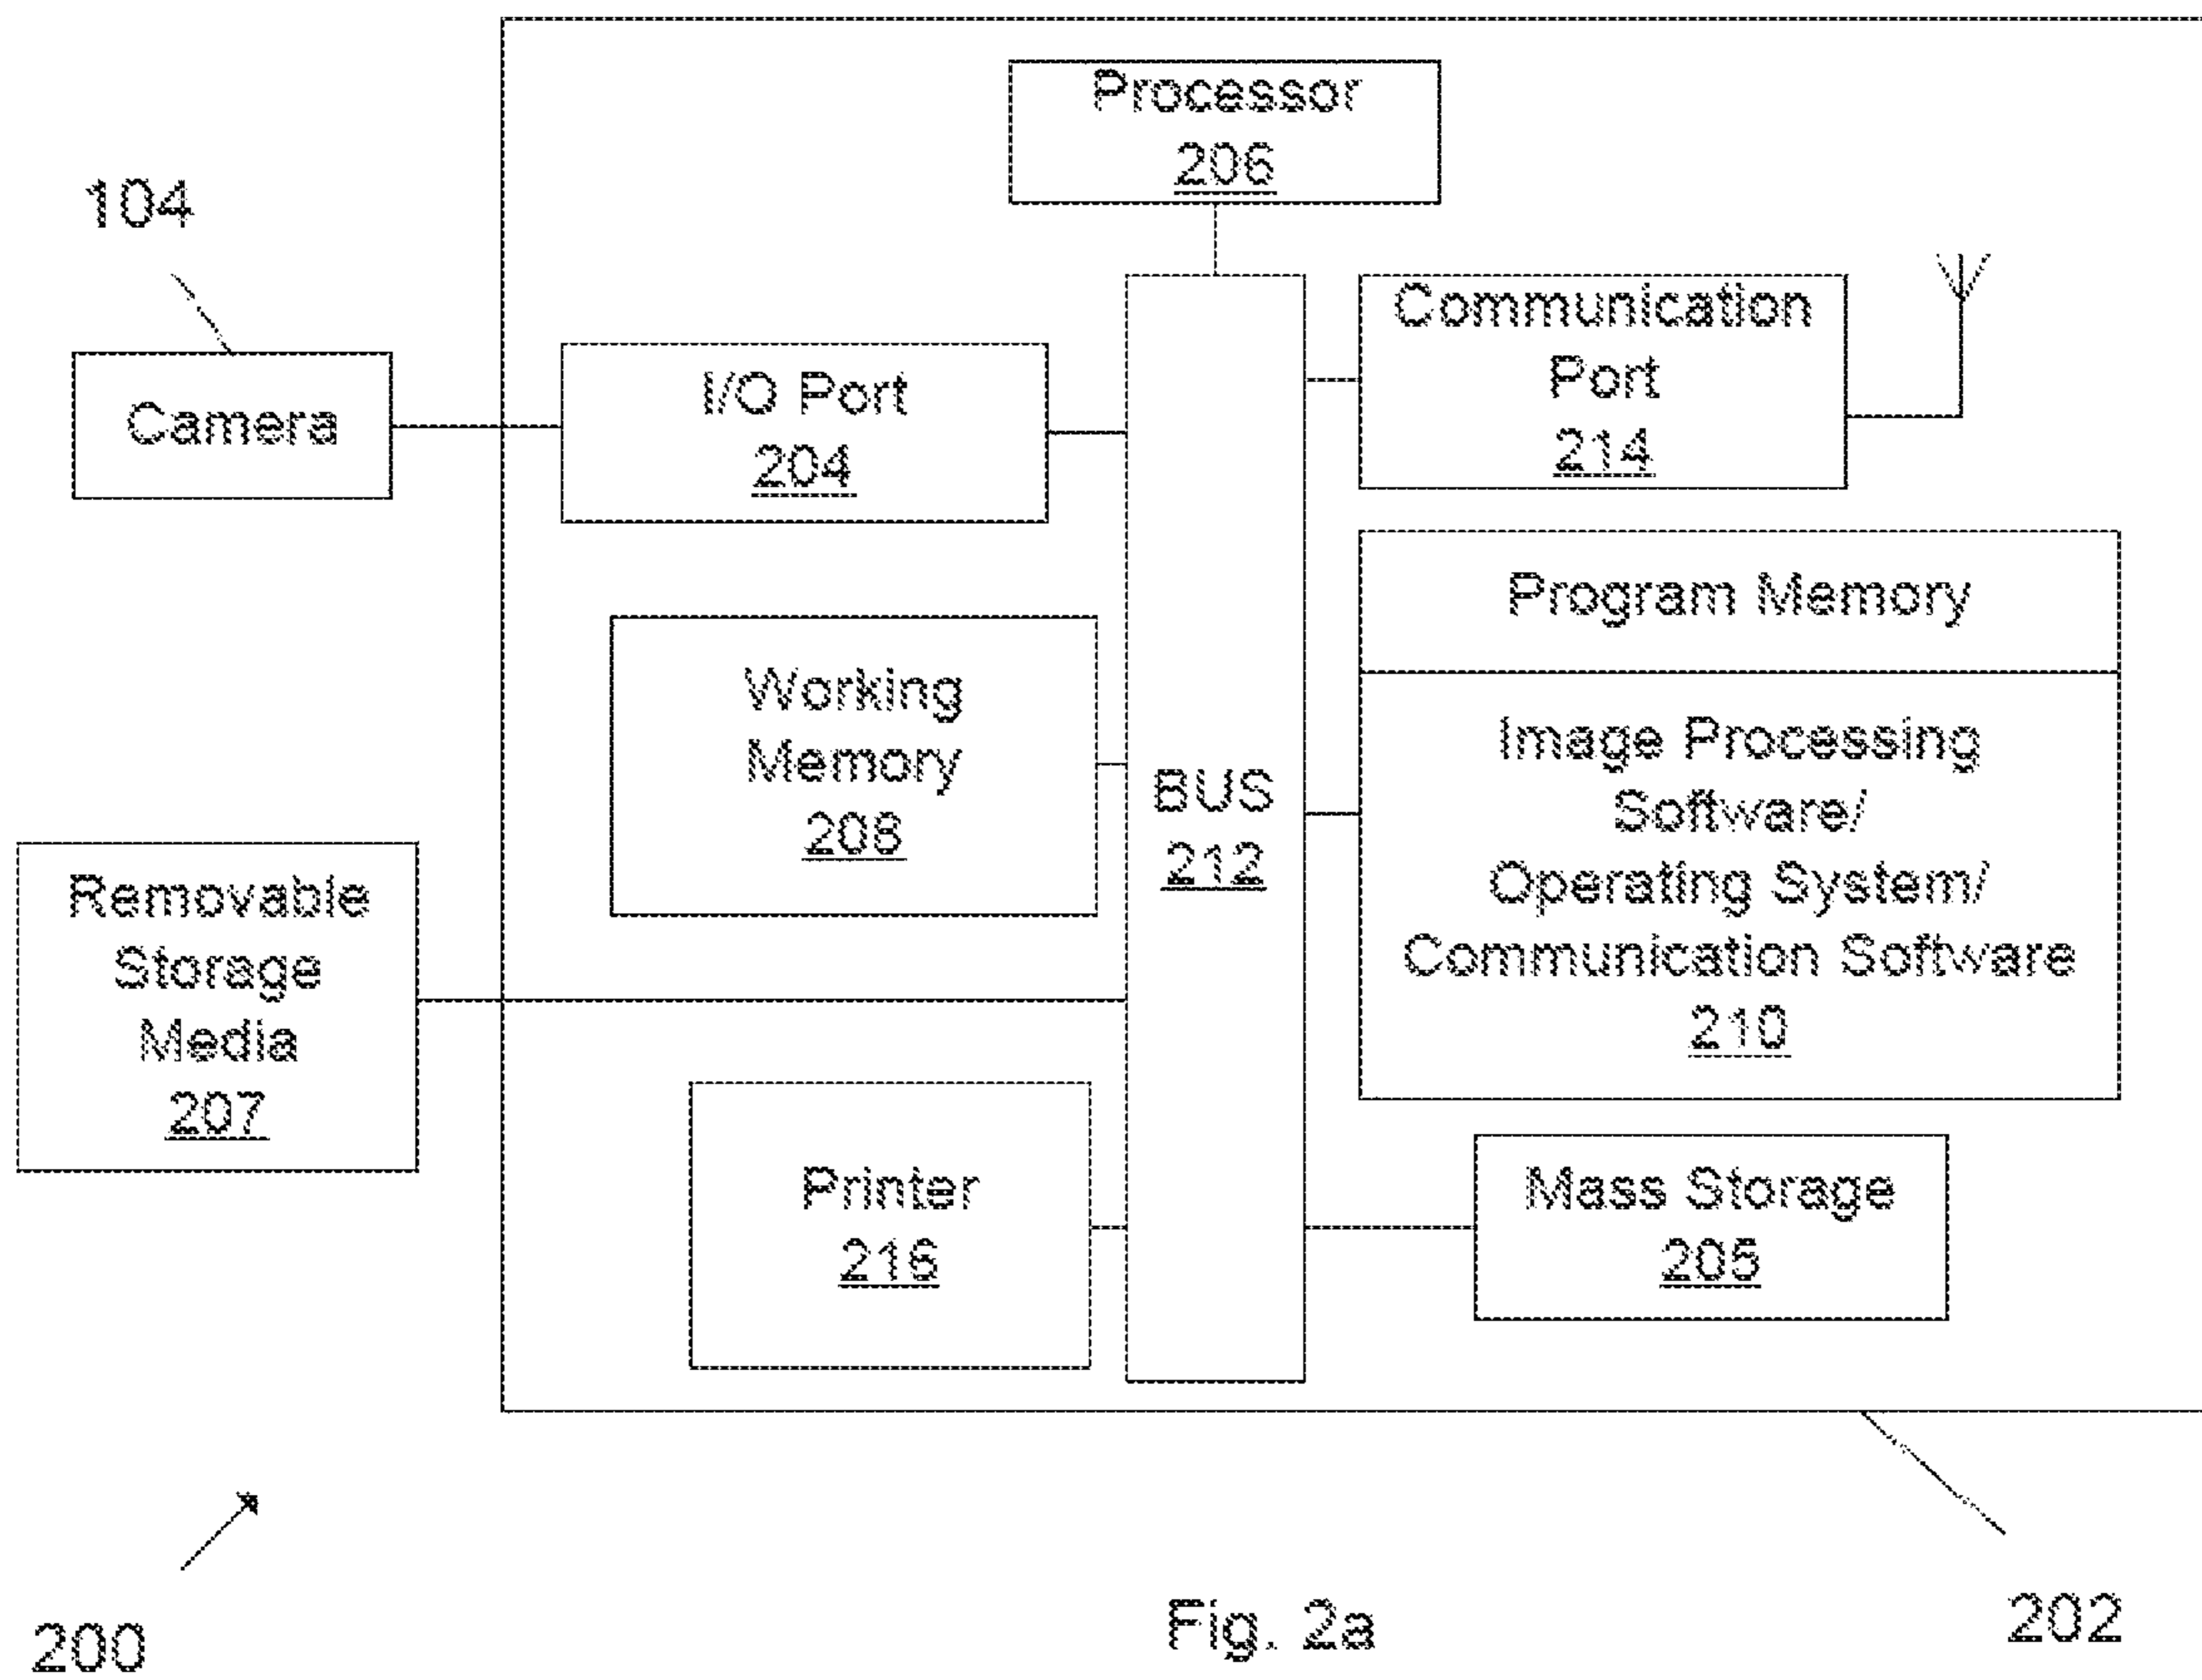 Processor
206
104
Camera
I/O Port
204
Communication
Port
214
Program Memory
Image Processing
Software/
Operating System/
Communication Software
210
Working
Memory
208
BUS
212
Removable
Storage
Media
207
Printer
216
Mass Storage
205
200
Fig. 2a
202